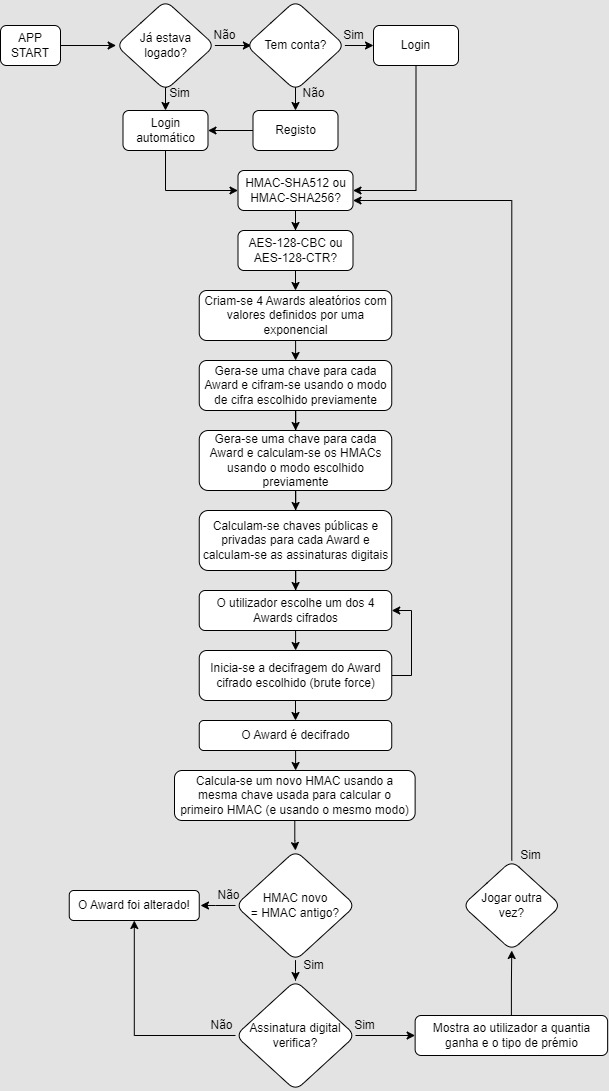 APP
START
Já estava
logado?
Não
Tem conta?
Sim
Login
Sim
Não
Login
automático
Registo
HMAC-SHA512 ou
HMAC-SHA256?
AES-128-CBC ou
AES-128-CTR?
Criam-se 4 Awards aleatórios com
valores definidos por uma
exponencial
Gera-se uma chave para cada
Award e cifram-se usando o modo
de cifra escolhido previamente
Gera-se uma chave para cada
Award e calculam-se os HMACs
usando o modo escolhido
previamente
Calculam-se chaves públicas e
privadas para cada Award e
calculam-se as assinaturas digitais
O utilizador escolhe um dos 4
Awards cifrados
Inicia-se a decifragem do Award
cifrado escolhido (brute force)
O Award é decifrado
Calcula-se um novo HMAC usando a
mesma chave usada para calcular o
primeiro HMAC (e usando o mesmo modo)
HMAC novo
= HMAC antigo?
Não
O Award foi alterado!
Sim
Assinatura digital
verifica?
Não
Sim
Mostra ao utilizador a quantia
ganha e o tipo de prémio
Jogar outra
vez?
Sim